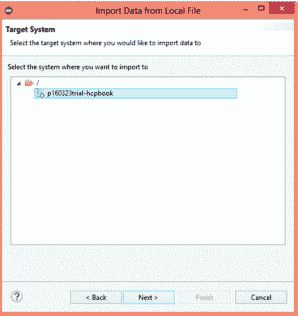 Import Data from Local File
Target System
Select the target system where you would like to import data to
Select the system where you want to import to
/
p160323trial-hcpbook
< Back
Next >
Finish
Cancel